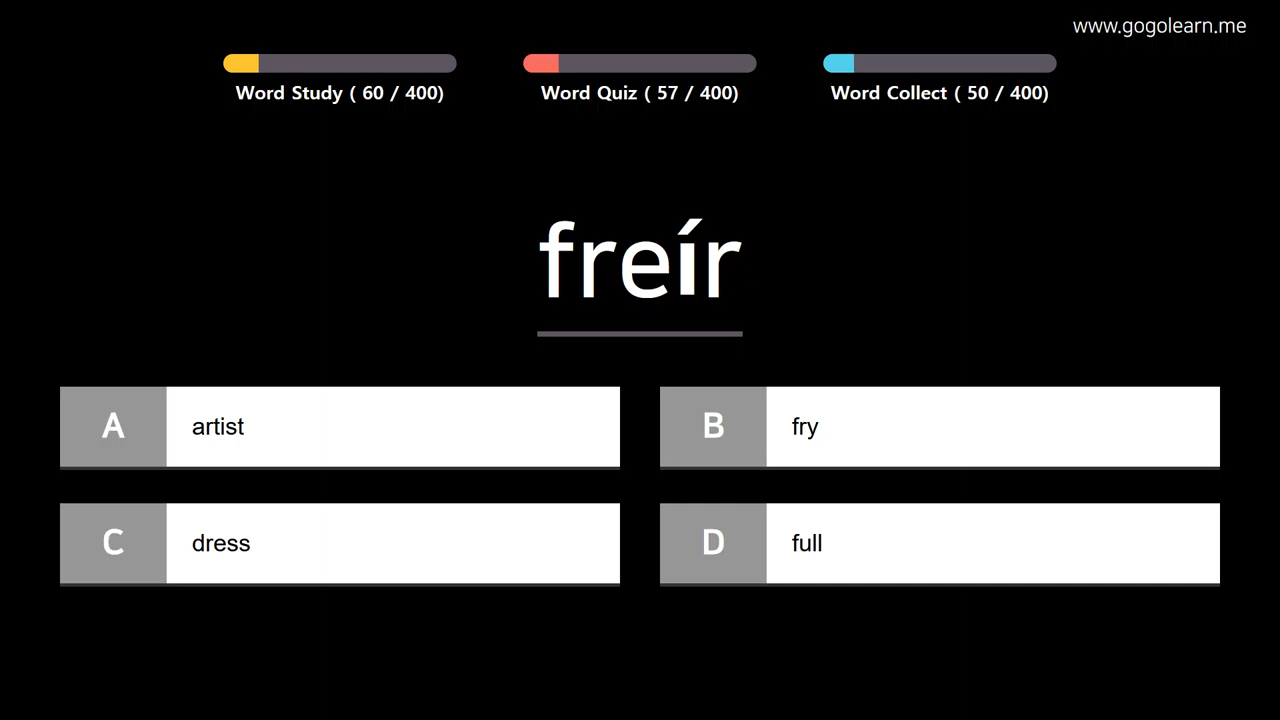 www.gogolearn.me
Word Study ( 60 / 400)
Word Quiz ( 57 / 400)
Word Collect ( 50 / 400)
freír
A artist
B fry
C dress
D full